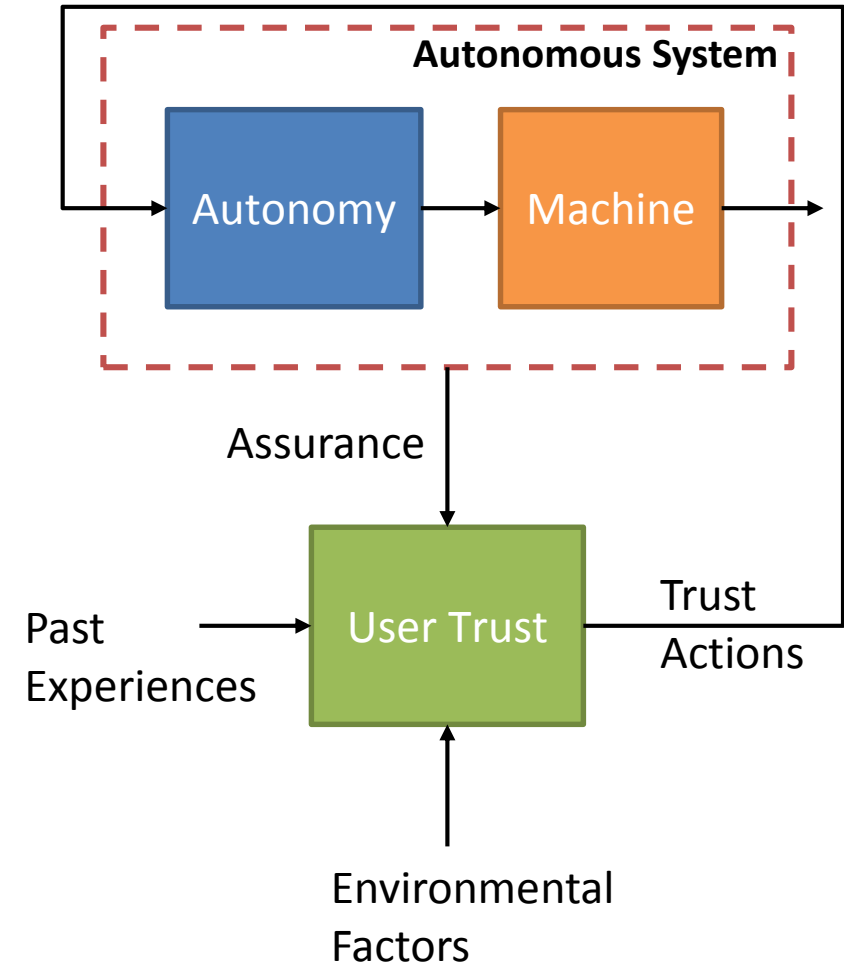 Autonomous System
Autonomy
Machine
Assurance
Past
Experiences
User Trust
Trust
Actions
Environmental
Factors